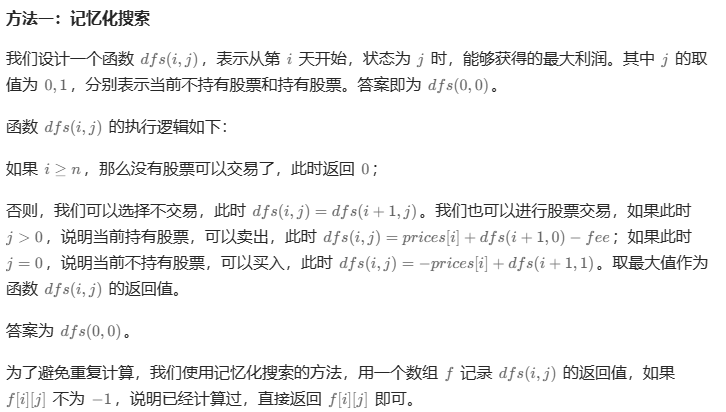 方法一：记忆化搜索
我们设计一个函数 dfs(i, j)，表示从第 i 天开始，状态为 j 时，能够获得的最大利润。其中 j 的取
值为 0, 1，分别表示当前不持有股票和持有股票。答案即为 dfs(0, 0)。
函数 dfs(i, j) 的执行逻辑如下：
如果 i ≥ n，那么没有股票可以交易了，此时返回 0；
否则，我们可以选择不交易，此时 dfs(i, j) = dfs(i + 1, j)。我们也可以进行股票交易，如果此时
j > 0，说明当前持有股票，可以卖出，此时 dfs(i, j) = prices[i] + dfs(i + 1, 0) − fee；如果此时
j = 0，说明当前不持有股票，可以买入，此时 dfs(i, j) = −prices[i] + dfs(i + 1, 1)。取最大值作为
函数 dfs(i, j) 的返回值。
答案为 dfs(0, 0)。
为了避免重复计算，我们使用记忆化搜索的方法，用一个数组 f 记录 dfs(i, j) 的返回值，如果
f[i][j] 不为 −1，说明已经计算过，直接返回 f[i][j] 即可。